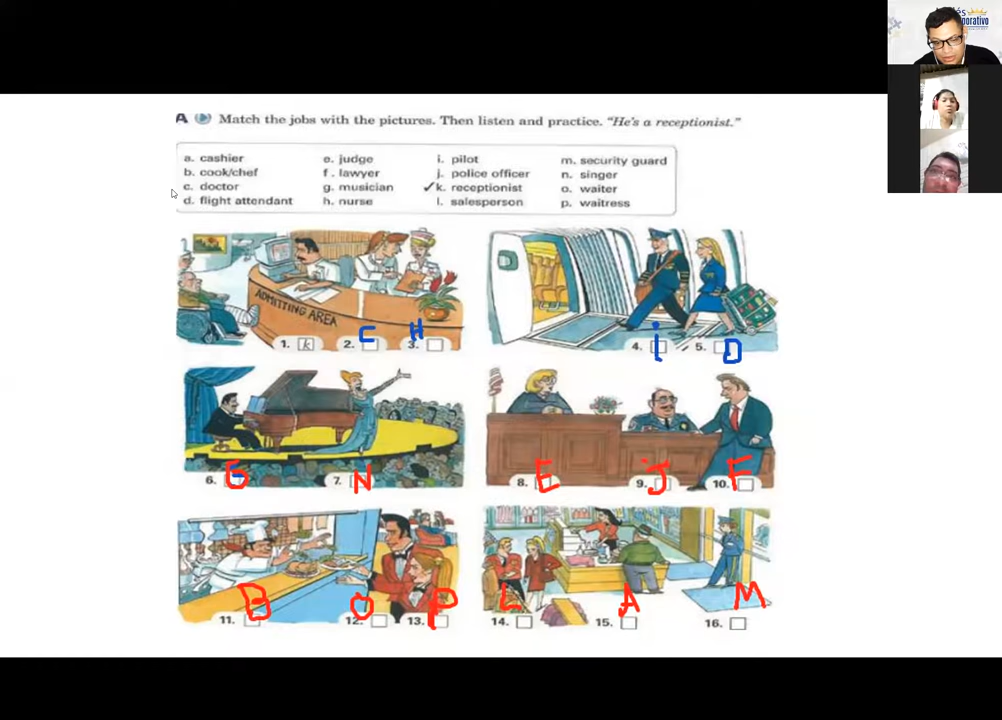 és
porativo
A Match the jobs with the pictures. Then listen and practice. "He's a receptionist."
a. cashier e. judge i. pilot m. security guard
b. cook/chef f. lawyer j. police officer n. singer
c. doctor g. musician ✓k. receptionist o. waiter
d. flight attendant h. nurse l. salesperson p. waitress
ADMITTING AREA
1. k 2. C 3. H
4. i 5. D
6. G 7. N
8. E 9. J 10. F
11. B 12. O 13. P
14. L 15. A 16. M